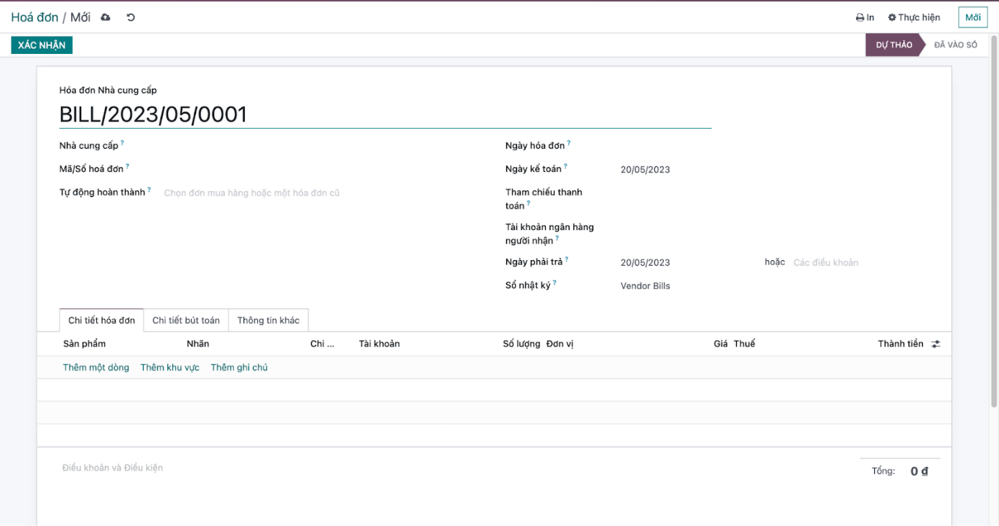 Hoá đơn / Mới
In Thực hiện Mới
XÁC NHẬN
DỰ THẢO ĐÃ VÀO SỔ
Hóa đơn Nhà cung cấp
BILL/2023/05/0001
Nhà cung cấp ?
Ngày hóa đơn ?
Mã/Số hoá đơn ?
Ngày kế toán ? 20/05/2023
Tự động hoàn thành ? Chọn đơn mua hàng hoặc một hóa đơn cũ
Tham chiếu thanh
toán ?
Tài khoản ngân hàng
người nhận ?
Ngày phải trả ? 20/05/2023 hoặc Các điều khoản
Sổ nhật ký ? Vendor Bills
Chi tiết hóa đơn Chi tiết bút toán Thông tin khác
Sản phẩm Nhãn Chi ... Tài khoản Số lượng Đơn vị Giá Thuế Thành tiền
Thêm một dòng Thêm khu vực Thêm ghi chú
Điều khoản và Điều kiện
Tổng: 0 ₫